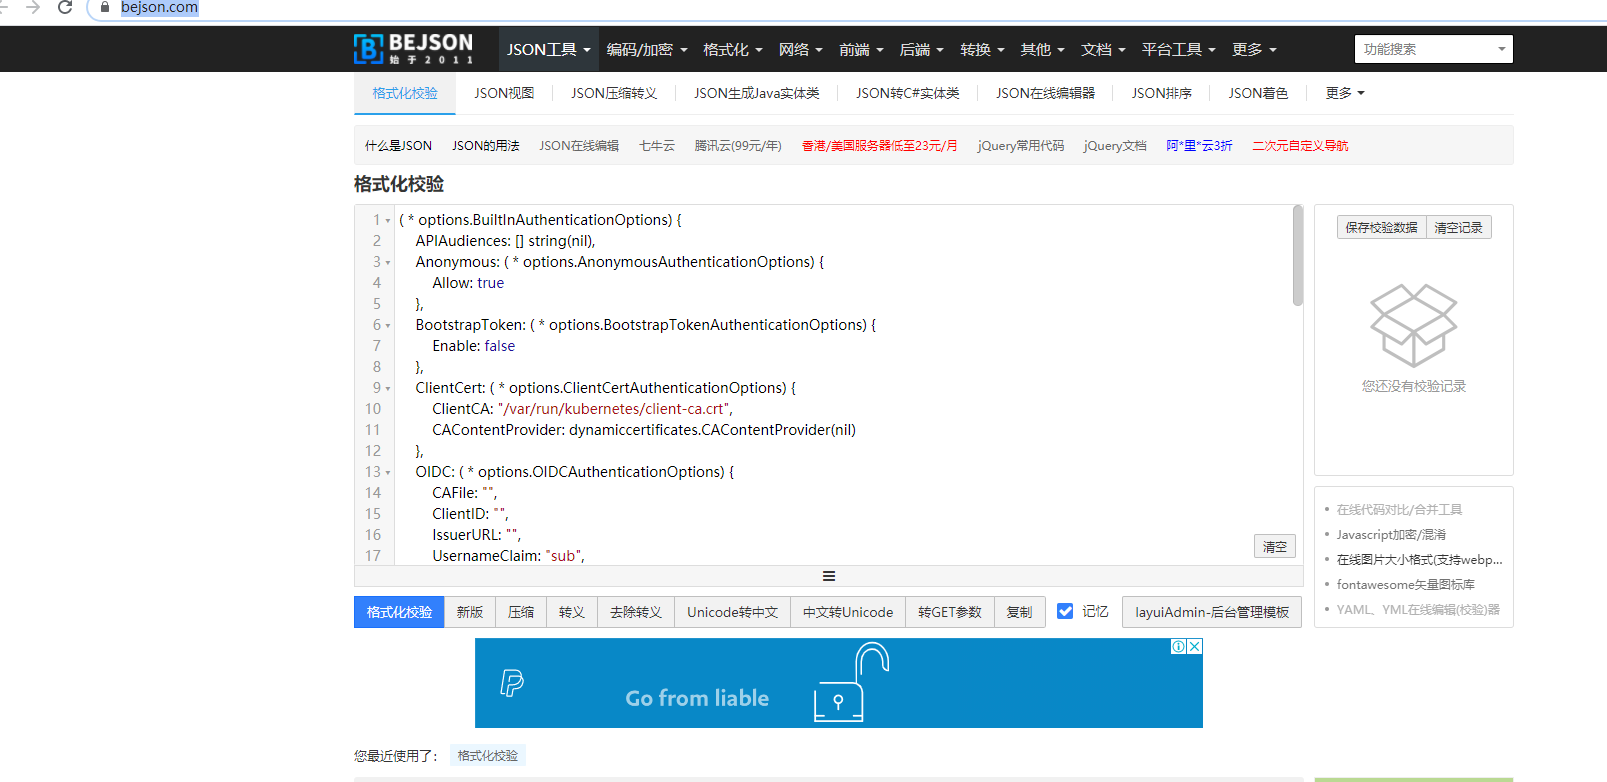 bejson.com
BEJSON
始于2011
JSON工具 编码/加密 格式化 网络 前端 后端 转换 其他 文档 平台工具 更多 功能搜索
格式化校验 JSON视图 JSON压缩转义 JSON生成Java实体类 JSON转C#实体类 JSON在线编辑器 JSON排序 JSON着色 更多
什么是JSON JSON的用法 JSON在线编辑 七牛云 腾讯云(99元/年) 香港/美国服务器低至23元/月 jQuery常用代码 jQuery文档 阿*里*云3折 二次元自定义导航
格式化校验
1 ( * options.BuiltInAuthenticationOptions) {
2 APIAudiences: [] string(nil),
3 Anonymous: ( * options.AnonymousAuthenticationOptions) {
4 Allow: true
5 },
6 BootstrapToken: ( * options.BootstrapTokenAuthenticationOptions) {
7 Enable: false
8 },
9 ClientCert: ( * options.ClientCertAuthenticationOptions) {
10 ClientCA: "/var/run/kubernetes/client-ca.crt",
11 CAContentProvider: dynamiccertificates.CAContentProvider(nil)
12 },
13 OIDC: ( * options.OIDCAuthenticationOptions) {
14 CAFile: "",
15 ClientID: "",
16 IssuerURL: "",
17 UsernameClaim: "sub",
清空
保存校验数据 清空记录
您还没有校验记录
在线代码对比/合并工具
Javascript加密/混淆
在线图片大小格式(支持webp...
fontawesome矢量图标库
YAML、YML在线编辑(校验)器
格式化校验 新版 压缩 转义 去除转义 Unicode转中文 中文转Unicode 转GET参数 复制 记忆 layuiAdmin-后台管理模板
Go from liable
您最近使用了： 格式化校验